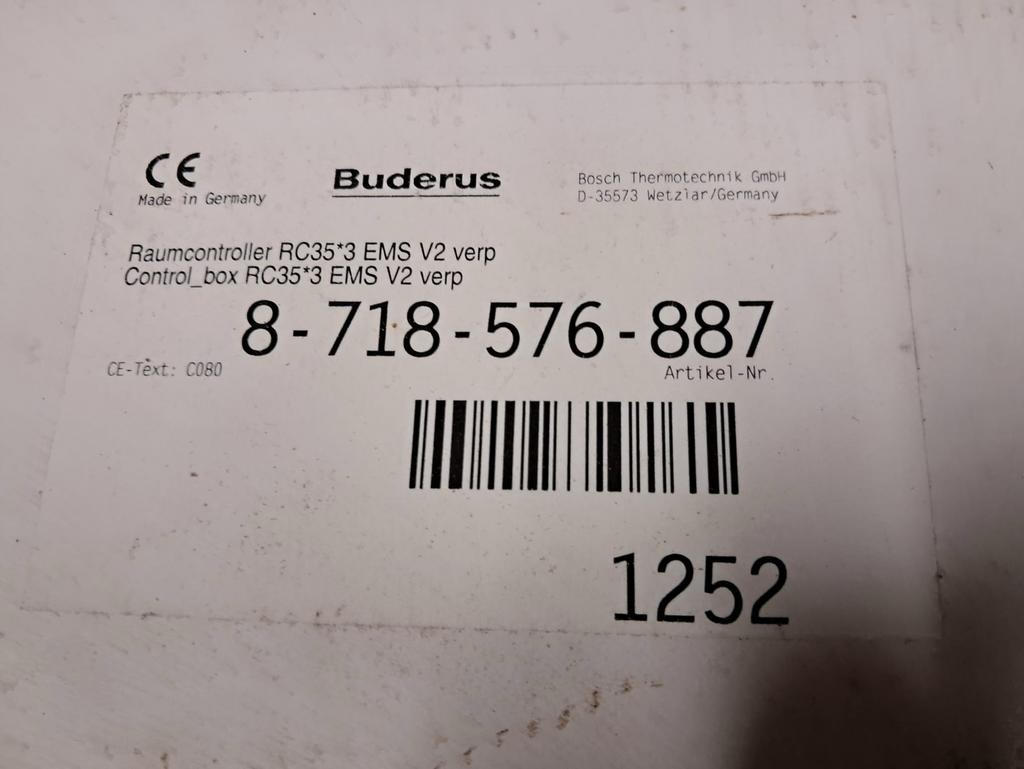 CE
Made in Germany
Buderus
Bosch Thermotechnik GmbH
D-35573 Wetzlar/Germany
Raumcontroller RC35*3 EMS V2 verp
Control_box RC35*3 EMS V2 verp
8-718-576-887
CE-Text: C080
Artikel-Nr.
1252